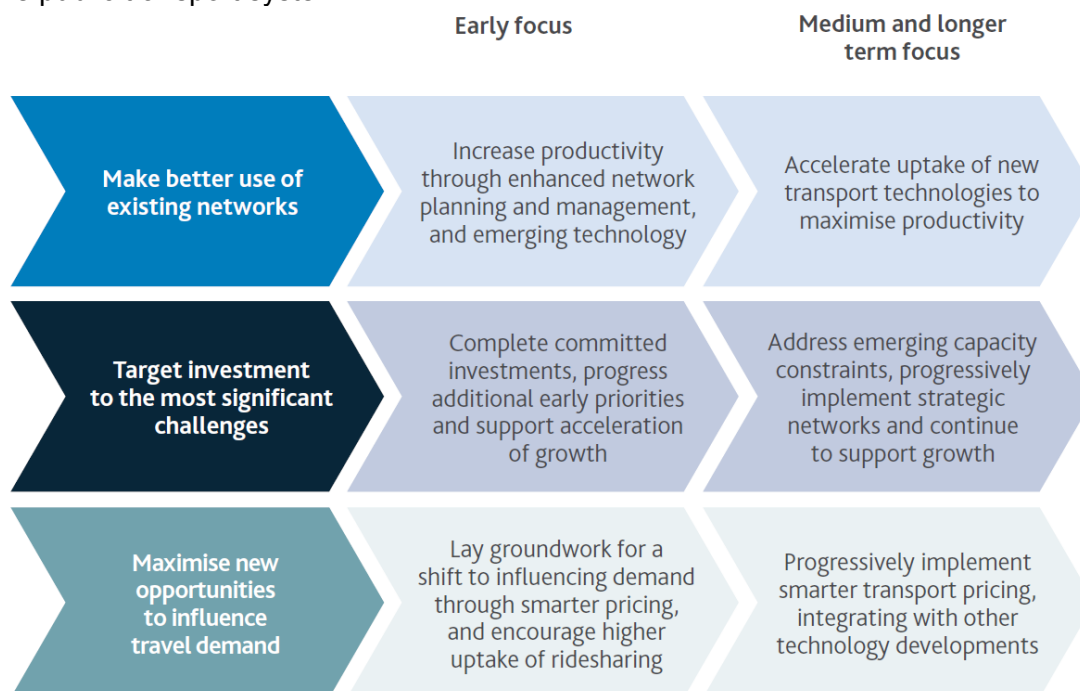 Early focus
Medium and longer
term focus
Make better use of
existing networks
Increase productivity
through enhanced network
planning and management,
and emerging technology
Accelerate uptake of new
transport technologies to
maximise productivity
Target investment
to the most significant
challenges
Complete committed
investments, progress
additional early priorities
and support acceleration
of growth
Address emerging capacity
constraints, progressively
implement strategic
networks and continue
to support growth
Maximise new
opportunities
to influence
travel demand
Lay groundwork for a
shift to influencing demand
through smarter pricing,
and encourage higher
uptake of ridesharing
Progressively implement
smarter transport pricing,
integrating with other
technology developments